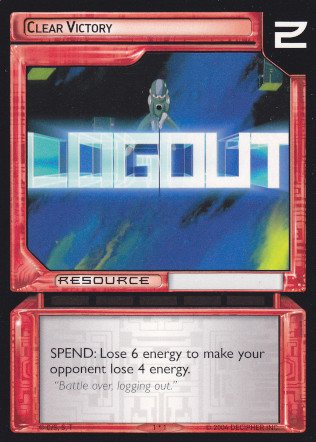 CLEAR VICTORY
2
LOGOUT
RESOURCE
SPEND: Lose 6 energy to make your
opponent lose 4 energy.
"Battle over, logging out."
© 2004 DECIPHER INC.